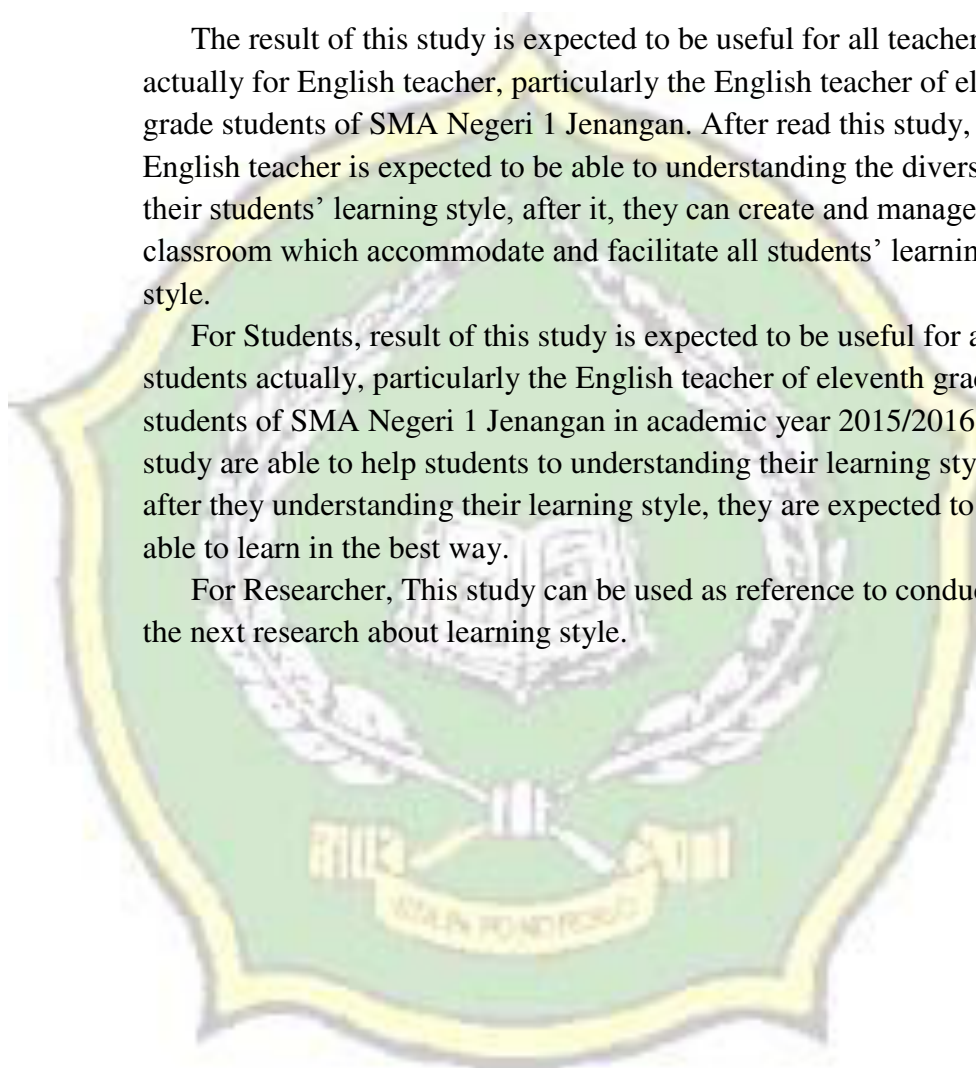 The result of this study is expected to be useful for all teacher
actually for English teacher, particularly the English teacher of el
grade students of SMA Negeri 1 Jenangan. After read this study,
English teacher is expected to be able to understanding the divers
their students’ learning style, after it, they can create and manage
classroom which accommodate and facilitate all students’ learnin
style.
For Students, result of this study is expected to be useful for a
students actually, particularly the English teacher of eleventh grad
students of SMA Negeri 1 Jenangan in academic year 2015/2016
study are able to help students to understanding their learning sty
after they understanding their learning style, they are expected to
able to learn in the best way.
For Researcher, This study can be used as reference to conduc
the next research about learning style.
PONOROGO